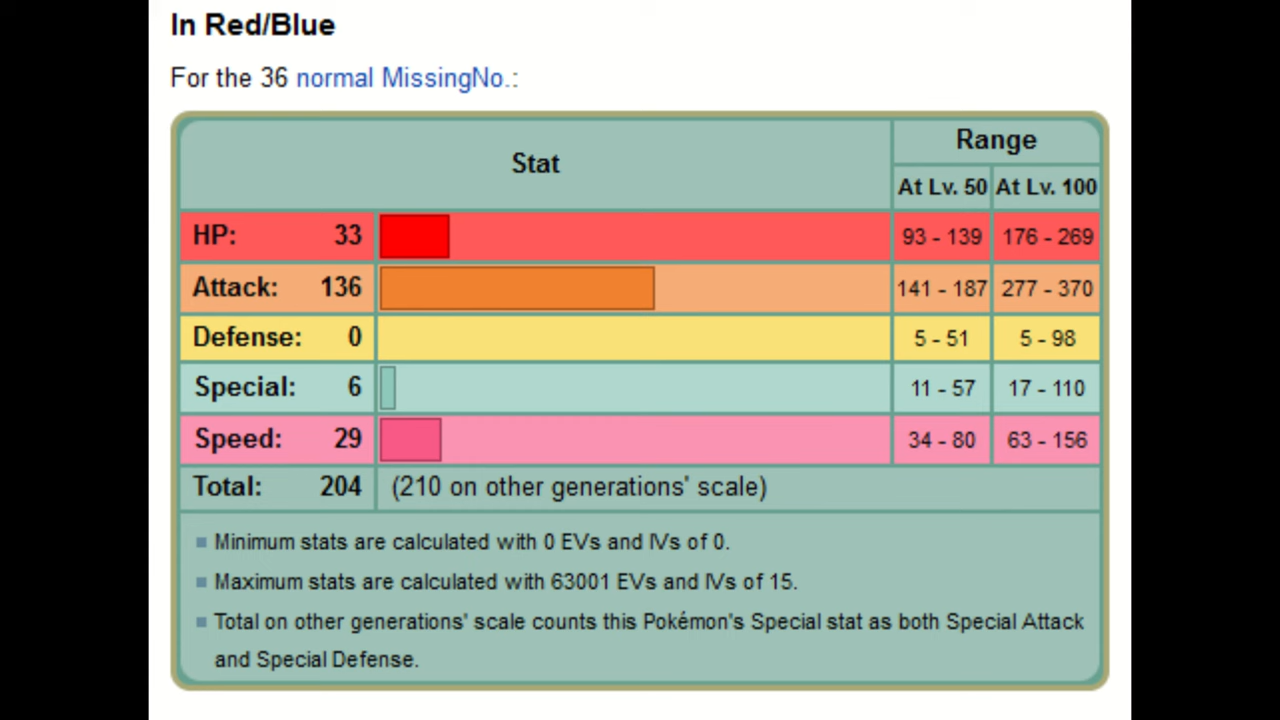 In Red/Blue
For the 36 normal MissingNo.:
Stat Range
At Lv. 50 At Lv. 100
HP: 33 93 - 139 176 - 269
Attack: 136 141 - 187 277 - 370
Defense: 0 5 - 51 5 - 98
Special: 6 11 - 57 17 - 110
Speed: 29 34 - 80 63 - 156
Total: 204 (210 on other generations' scale)
Minimum stats are calculated with 0 EVs and IVs of 0.
Maximum stats are calculated with 63001 EVs and IVs of 15.
Total on other generations' scale counts this Pokémon's Special stat as both Special Attack
and Special Defense.